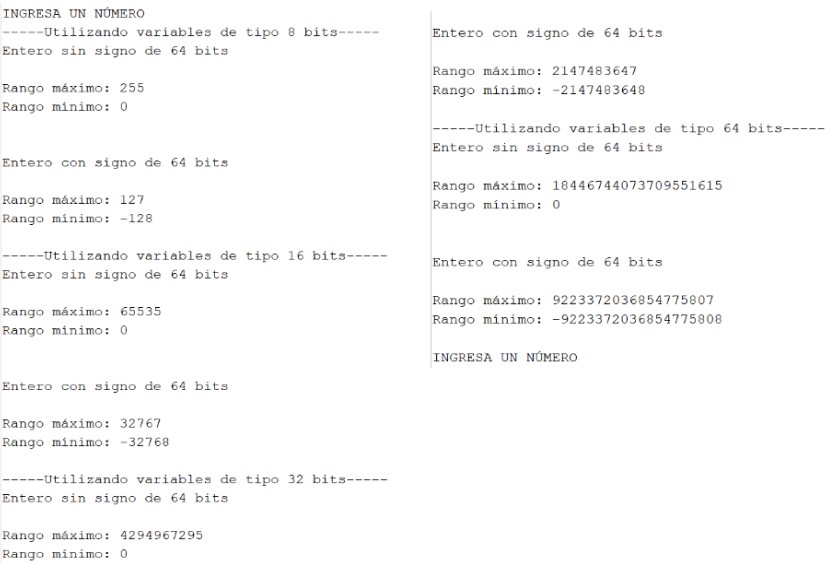 INGRESA UN NÚMERO
-----Utilizando variables de tipo 8 bits-----
Entero sin signo de 64 bits
Rango máximo: 255
Rango mínimo: 0
Entero con signo de 64 bits
Rango máximo: 127
Rango mínimo: -128
-----Utilizando variables de tipo 16 bits-----
Entero sin signo de 64 bits
Rango máximo: 65535
Rango mínimo: 0
Entero con signo de 64 bits
Rango máximo: 32767
Rango mínimo: -32768
-----Utilizando variables de tipo 32 bits-----
Entero sin signo de 64 bits
Rango máximo: 4294967295
Rango mínimo: 0
Entero con signo de 64 bits
Rango máximo: 2147483647
Rango mínimo: -2147483648
-----Utilizando variables de tipo 64 bits-----
Entero sin signo de 64 bits
Rango máximo: 18446744073709551615
Rango mínimo: 0
Entero con signo de 64 bits
Rango máximo: 9223372036854775807
Rango mínimo: -9223372036854775808
INGRESA UN NÚMERO